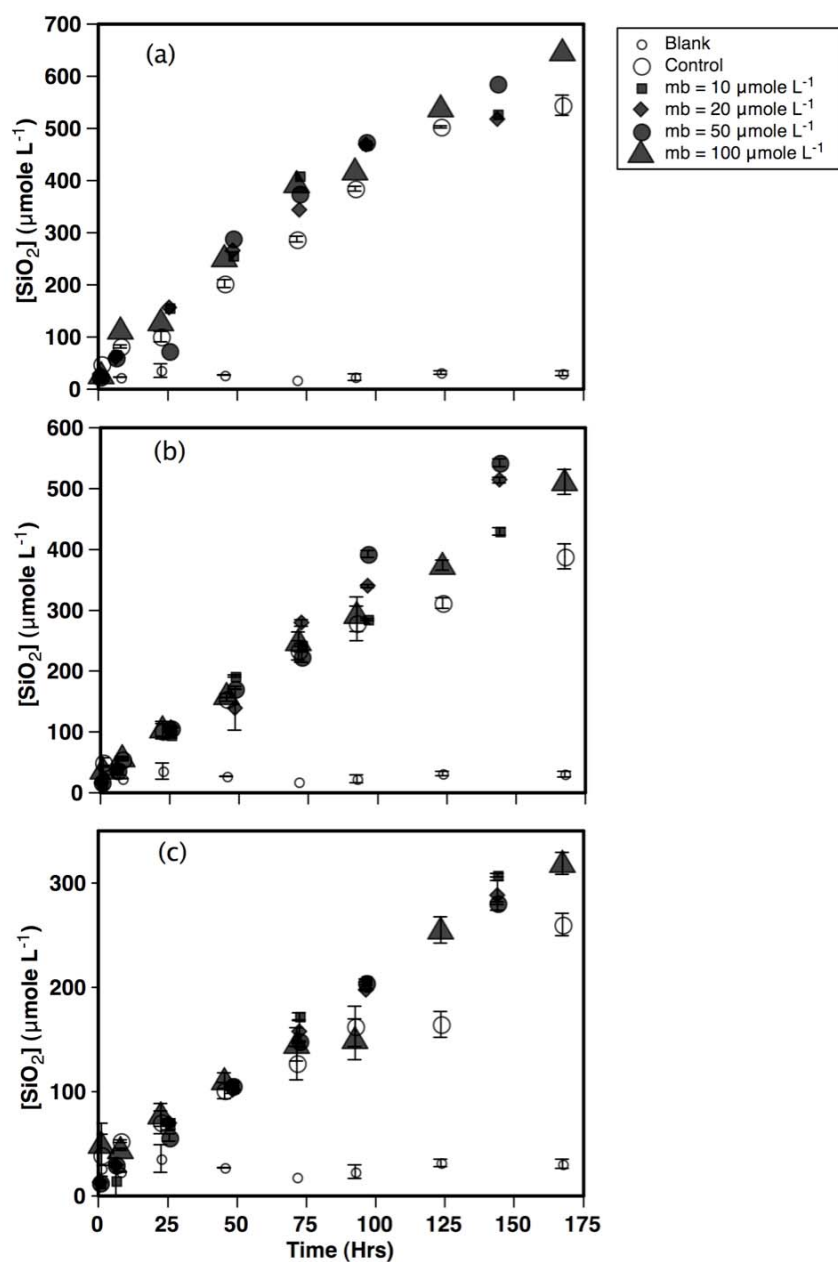 700
600
500
400
300
200
100
0
[SiO2] (µmole L-1)
(a)
Blank
Control
mb = 10 µmole L-1
mb = 20 µmole L-1
mb = 50 µmole L-1
mb = 100 µmole L-1
600
500
400
300
200
100
0
[SiO2] (µmole L-1)
(b)
300
200
100
0
[SiO2] (µmole L-1)
(c)
0 25 50 75 100 125 150 175
Time (Hrs)